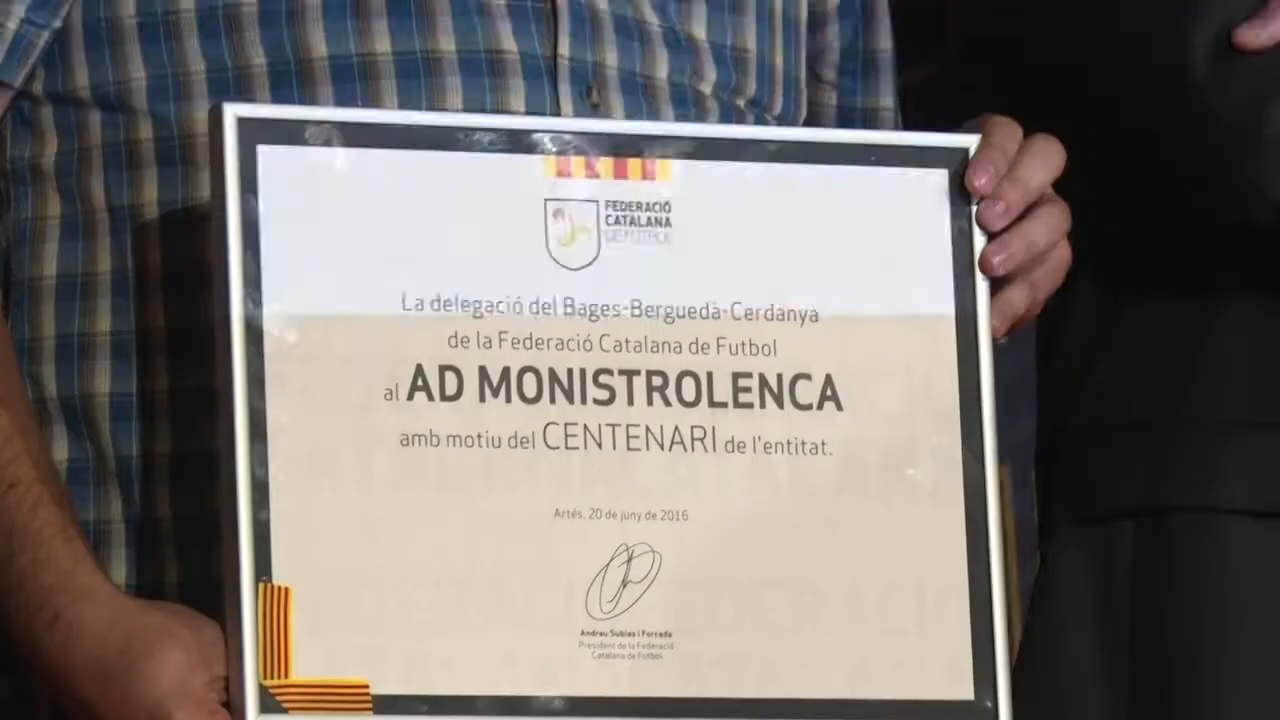 FEDERACIÓ
CATALANA
DE FUTBOL
La delegació del Bages-Berguedà-Cerdanya
de la Federació Catalana de Futbol
al AD MONISTROLENCA
amb motiu del CENTENARI de l'entitat.
Artés, 20 de juny de 2016
Andreu Subies i Forcada
President de la Federació
Catalana de Futbol